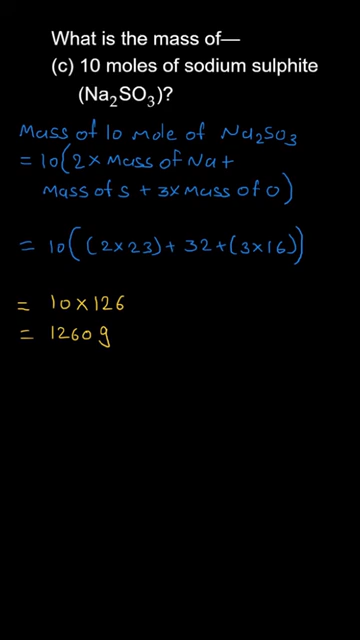 What is the mass of—
(c) 10 moles of sodium sulphite
(Na₂SO₃)?
Mass of 10 mole of Na₂SO₃
= 10(2× Mass of Na+
Mass of S + 3× Mass of O)
= 10((2×23)+ 32+(3×16))
= 10×126
= 1260 g